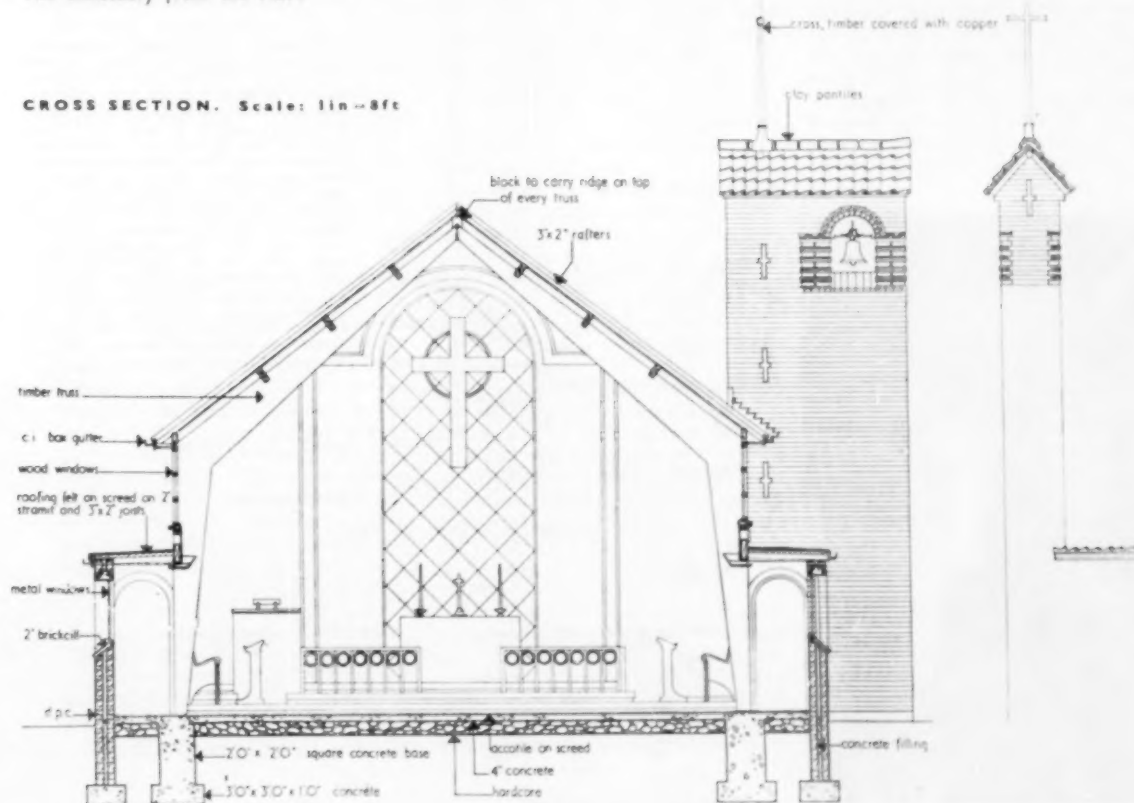 cross, timber covered with copper
CROSS SECTION. Scale: 1in = 8ft
clay pantiles
block to carry ridge on top
of every truss
3"x 2" rafters
timber truss
c.i. box gutter
wood windows
roofing felt on screed on 2"
stramit and 3"x 2" joists
metal windows
2" brickcill
d.p.c.
2'0" x 2'0" square concrete base
accotile on screed
concrete filling
4" concrete
3'0"x 3'0"x 1'0" concrete
hardcore